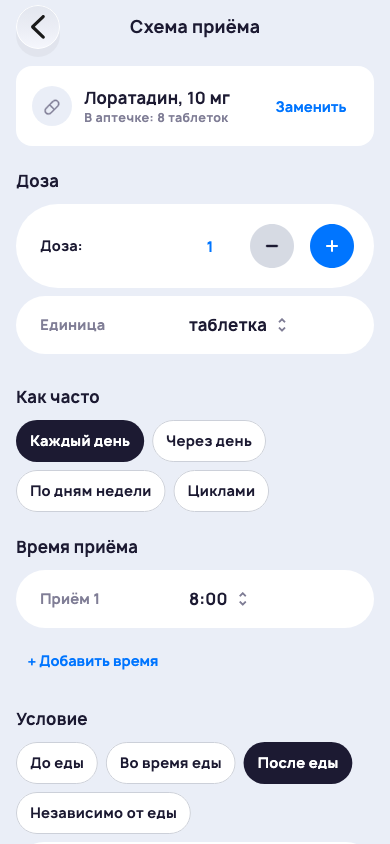 Схема приёма
Лоратадин, 10 мг
В аптечке: 8 таблеток
Заменить
Доза
Доза:
1
Единица
таблетка
Как часто
Каждый день
Через день
По дням недели
Циклами
Время приёма
Приём 1
8:00
+ Добавить время
Условие
До еды
Во время еды
После еды
Независимо от еды